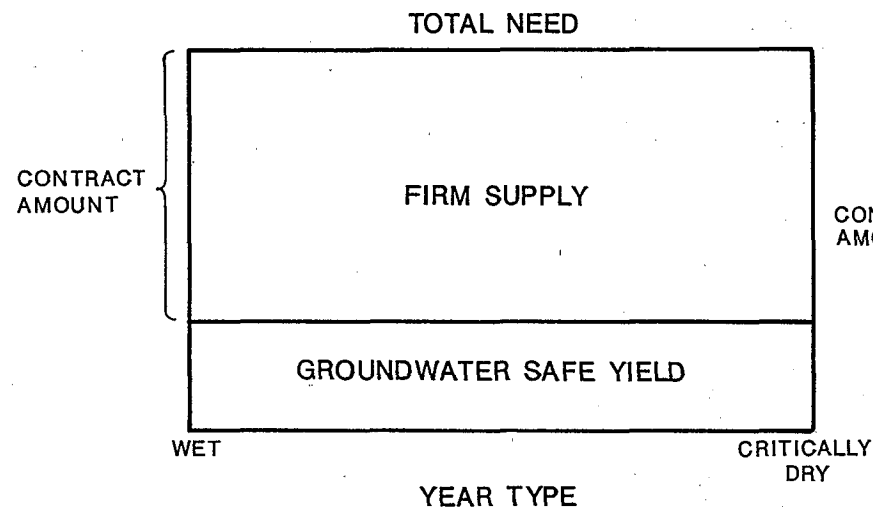 TOTAL NEED
CONTRACT
AMOUNT
FIRM SUPPLY
GROUNDWATER SAFE YIELD
WET
CRITICALLY
DRY
YEAR TYPE